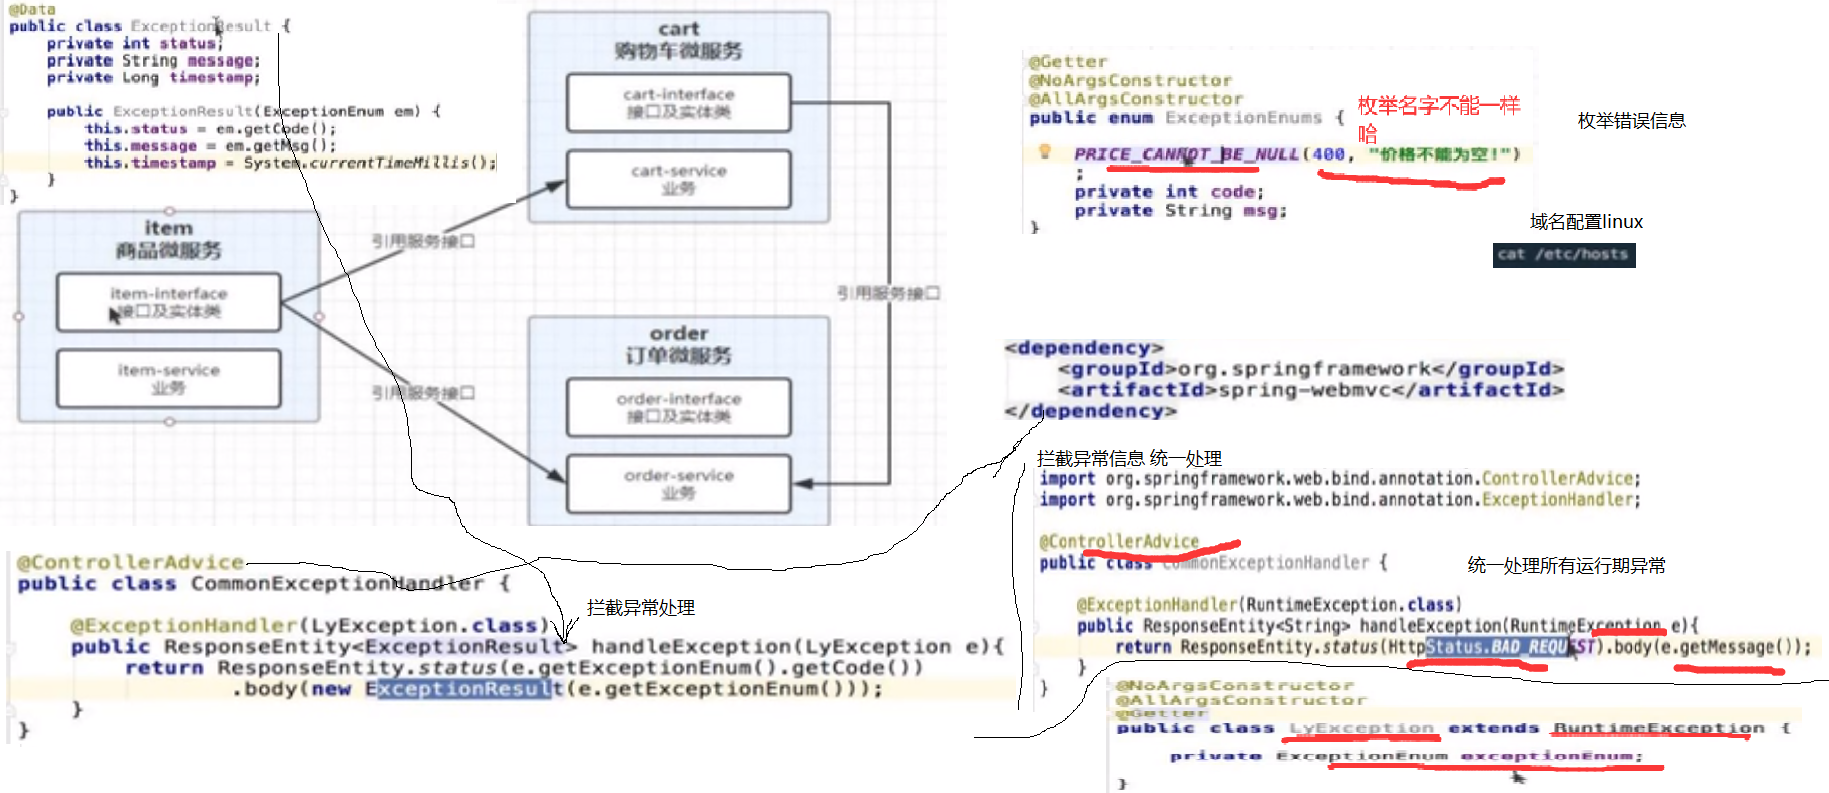 @Data
public class ExceptionResult {
private int status;
private String message;
private Long timestamp;
public ExceptionResult(ExceptionEnum em) {
this.status = em.getCode();
this.message = em.getMsg();
this.timestamp = System.currentTimeMillis();
}
}
cart
购物车微服务
cart-interface
接口及实体类
cart-service
业务
item
商品微服务
item-interface
接口及实体类
item-service
业务
引用服务接口
引用服务接口
引用服务接口
order
订单微服务
order-interface
接口及实体类
order-service
业务
@Getter
@NoArgsConstructor
@AllArgsConstructor
public enum ExceptionEnums {
PRICE_CANNOT_BE_NULL(400, "价格不能为空!")
;
private int code;
private String msg;
}
枚举名字不能一样
哈
枚举错误信息
域名配置linux
cat /etc/hosts
<dependency>
<groupId>org.springframework</groupId>
<artifactId>spring-webmvc</artifactId>
</dependency>
拦截异常信息 统一处理
import org.springframework.web.bind.annotation.ControllerAdvice;
import org.springframework.web.bind.annotation.ExceptionHandler;
@ControllerAdvice
public class CommonExceptionHandler {
统一处理所有运行期异常
@ExceptionHandler(RuntimeException.class)
public ResponseEntity<String> handleException(RuntimeException e){
return ResponseEntity.status(HttpStatus.BAD_REQUEST).body(e.getMessage());
}
}
@ControllerAdvice
public class CommonExceptionHandler {
拦截异常处理
@ExceptionHandler(LyException.class)
public ResponseEntity<ExceptionResult> handleException(LyException e){
return ResponseEntity.status(e.getExceptionEnum().getCode())
.body(new ExceptionResult(e.getExceptionEnum()));
}
}
@NoArgsConstructor
@AllArgsConstructor
@Getter
public class LyException extends RuntimeException {
private ExceptionEnum exceptionEnum;
}